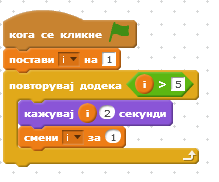 кога се кликне
постави i на 1
повторувај додека i > 5
кажувај i 2 секунди
смени i за 1